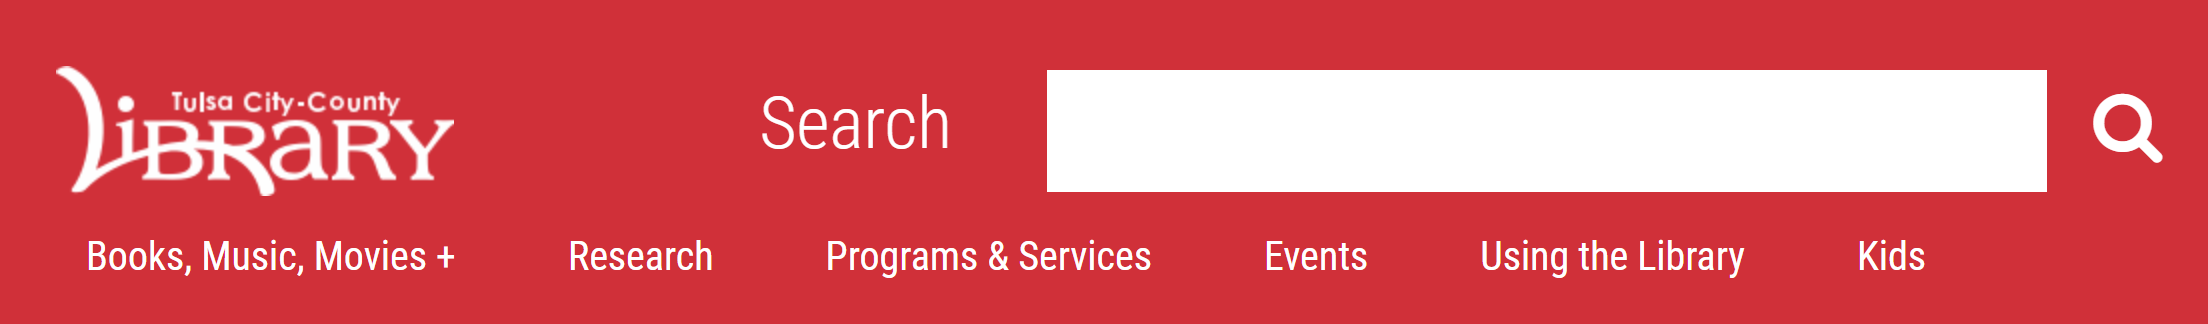 Tulsa City-County
LiBRaRY
Search
Books, Music, Movies + Research Programs & Services Events Using the Library Kids